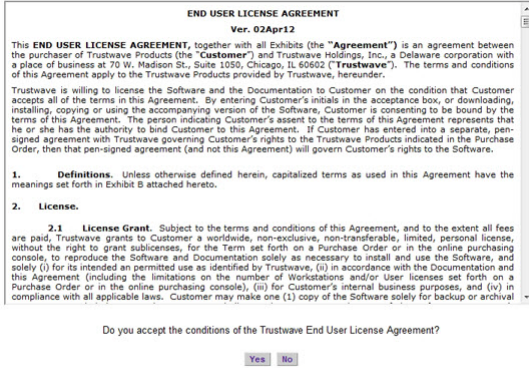 END USER LICENSE AGREEMENT
Ver. 02Apr12
This END USER LICENSE AGREEMENT, together with all Exhibits (the "Agreement") is an agreement between
the purchaser of Trustwave Products (the "Customer") and Trustwave Holdings, Inc., a Delaware corporation with
a place of business at 70 W. Madison St., Suite 1050, Chicago, IL 60602 ("Trustwave"). The terms and conditions
of this Agreement apply to the Trustwave Products provided by Trustwave, hereunder.
Trustwave is willing to license the Software and the Documentation to Customer on the condition that Customer
accepts all of the terms in this Agreement. By entering Customer's initials in the acceptance box, or downloading,
installing, copying or using the accompanying version of the Software, Customer is consenting to be bound by the
terms of this Agreement. The person indicating Customer's assent to the terms of this Agreement represents that
he or she has the authority to bind Customer to this Agreement. If Customer has entered into a separate, pen-
signed agreement with Trustwave governing Customer's rights to the Trustwave Products indicated in the Purchase
Order, then that pen-signed agreement (and not this Agreement) will govern Customer's rights to the Software.
1. Definitions. Unless otherwise defined herein, capitalized terms as used in this Agreement have the
meanings set forth in Exhibit B attached hereto.
2. License.
2.1 License Grant. Subject to the terms and conditions of this Agreement, and to the extent all fees
are paid, Trustwave grants to Customer a worldwide, non-exclusive, non-transferable, limited, personal license,
without the right to grant sublicenses, for the Term set forth on a Purchase Order or in the online purchasing
console, to reproduce the Software and Documentation solely as necessary to install and use the Software, and
solely (i) for its intended an permitted use as identified by Trustwave, (ii) in accordance with the Documentation and
this Agreement (including the limitations on the number of Workstations and/or User licenses set forth on a
Purchase Order or in the online purchasing console), (iii) for Customer's internal business purposes, and (iv) in
compliance with all applicable laws. Customer may make one (1) copy of the Software solely for backup or archival
Do you accept the conditions of the Trustwave End User License Agreement?
Yes No